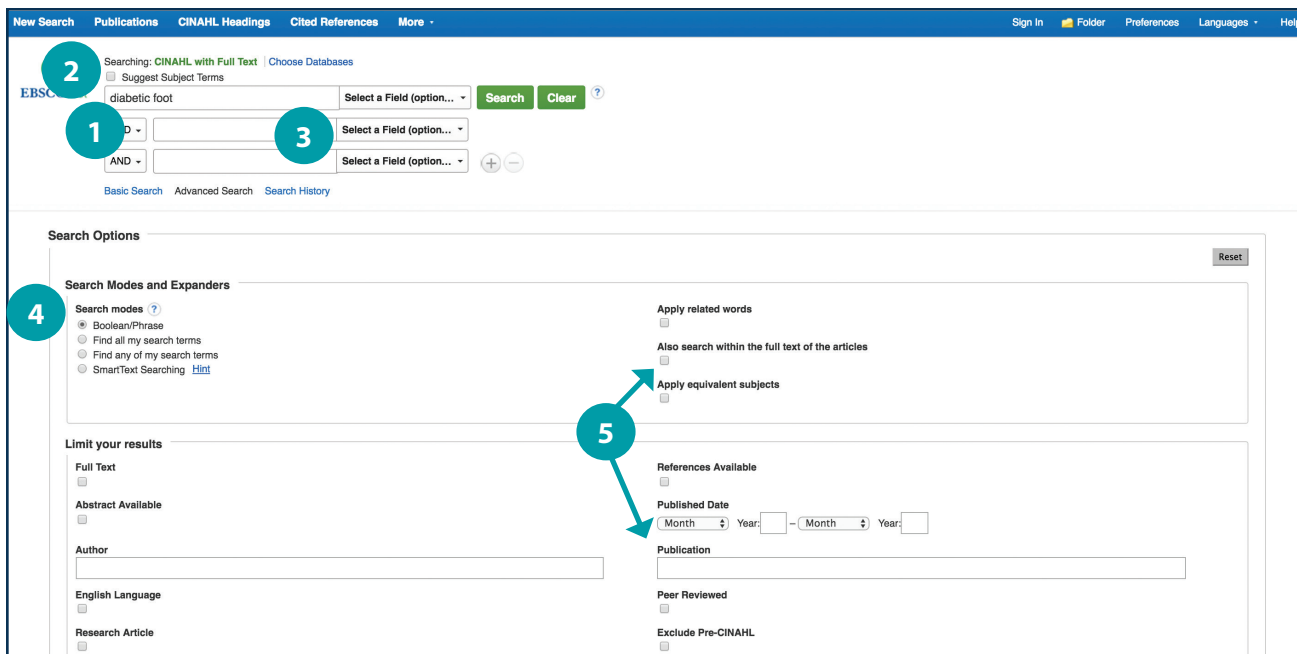 New Search Publications CINAHL Headings Cited References More
Sign In Folder Preferences Languages
Searching: CINAHL with Full Text | Choose Databases
2
Suggest Subject Terms
diabetic foot Select a Field (option... Search Clear ?
1
3 Select a Field (option...
AND Select a Field (option...
Basic Search Advanced Search Search History
Search Options
Reset
Search Modes and Expanders
4
Search modes ?
Boolean/Phrase
Find all my search terms
Find any of my search terms
SmartText Searching Hint
Apply related words
Also search within the full text of the articles
Apply equivalent subjects
5
Limit your results
Full Text
References Available
Abstract Available
Published Date
Month Year: – Month Year:
Author
Publication
English Language
Peer Reviewed
Research Article
Exclude Pre-CINAHL